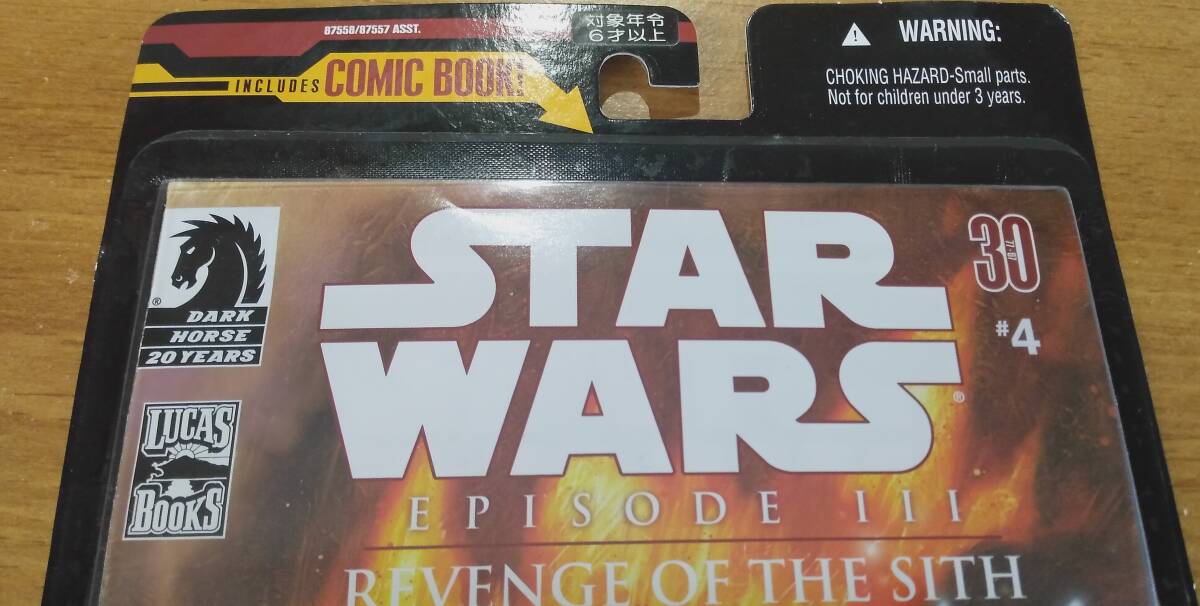 87558/87557 ASST.
INCLUDES COMIC BOOK!
対象年令
6才以上
WARNING:
CHOKING HAZARD-Small parts.
Not for children under 3 years.
DARK
HORSE
20 YEARS
LUCAS
BOOKS
STAR
WARS
30
77-07
#4
EPISODE III
REVENGE OF THE SITH